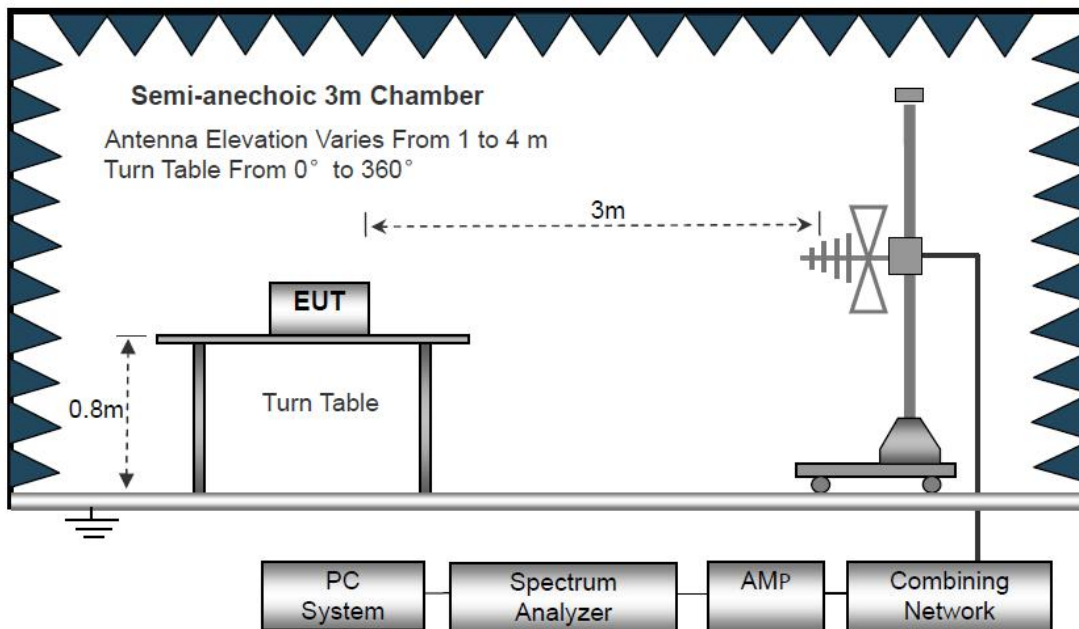 Semi-anechoic 3m Chamber
Antenna Elevation Varies From 1 to 4 m
Turn Table From 0° to 360°
3m
EUT
0.8m
Turn Table
PC
System
Spectrum
Analyzer
AMP
Combining
Network